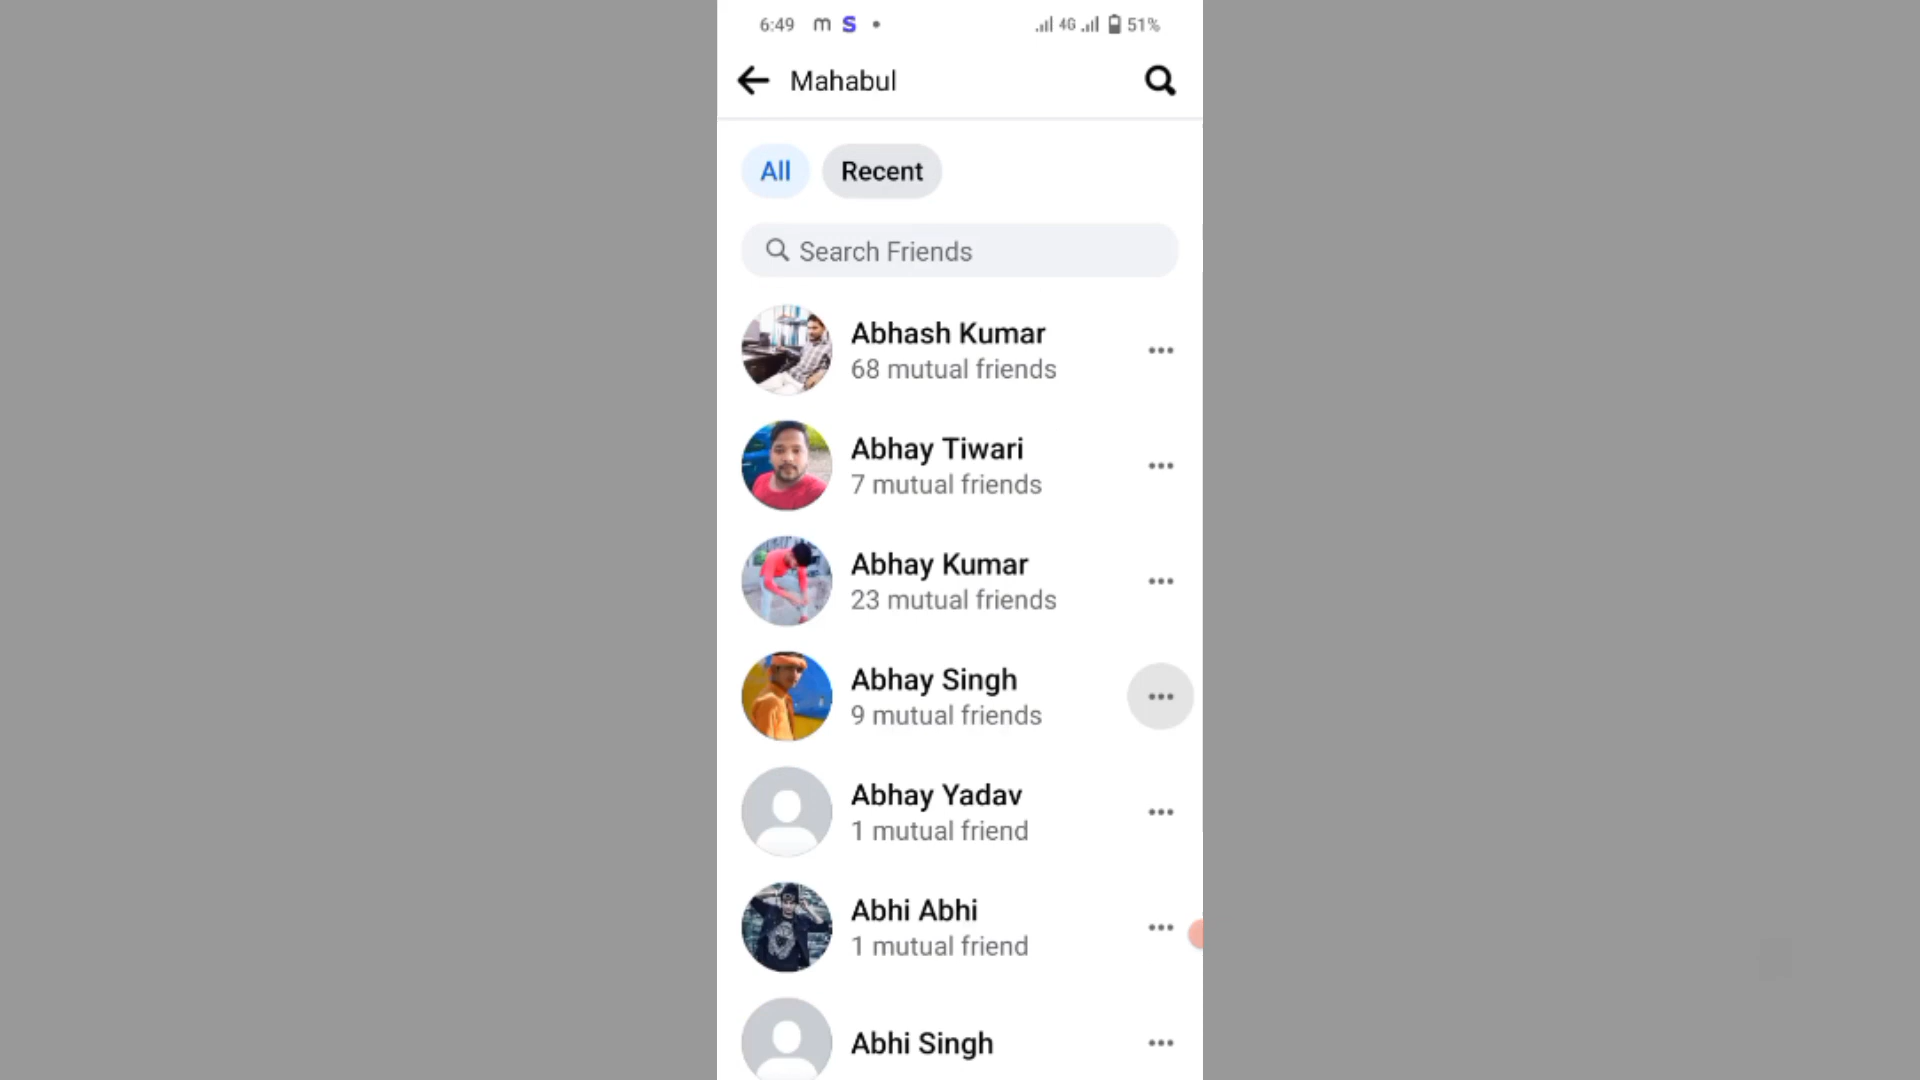 6:49 m S 4G 51%
Mahabul
All Recent
Search Friends
Abhash Kumar
68 mutual friends
Abhay Tiwari
7 mutual friends
Abhay Kumar
23 mutual friends
Abhay Singh
9 mutual friends
Abhay Yadav
1 mutual friend
Abhi Abhi
1 mutual friend
Abhi Singh